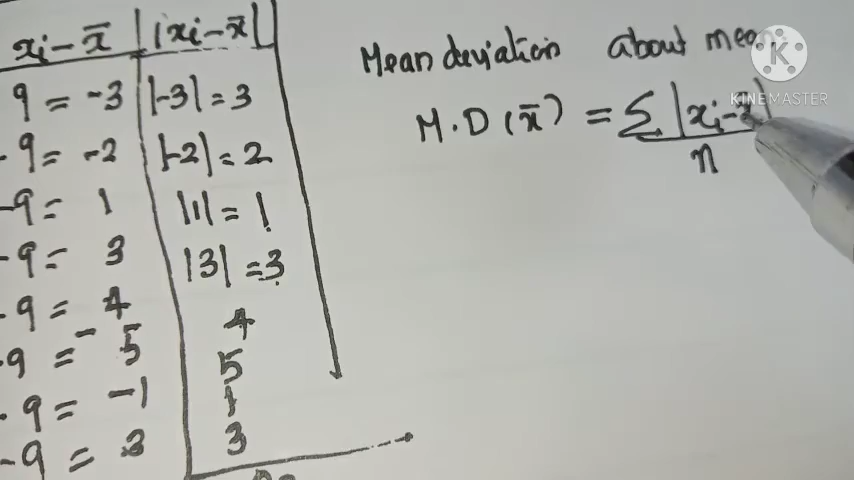 xi - x̄ | |xi - x̄|
9 = -3 |-3| = 3
- 9 = -2 |-2| = 2
-9 = 1 |1| = 1
-9 = 3 |3| = 3
-9 = 4 4
-9 = -5 5
-9 = -1 1
-9 = 3 3
Mean deviation about mean
M.D (x̄) = Σ |xi - x̄|
n
K
KINEMASTER